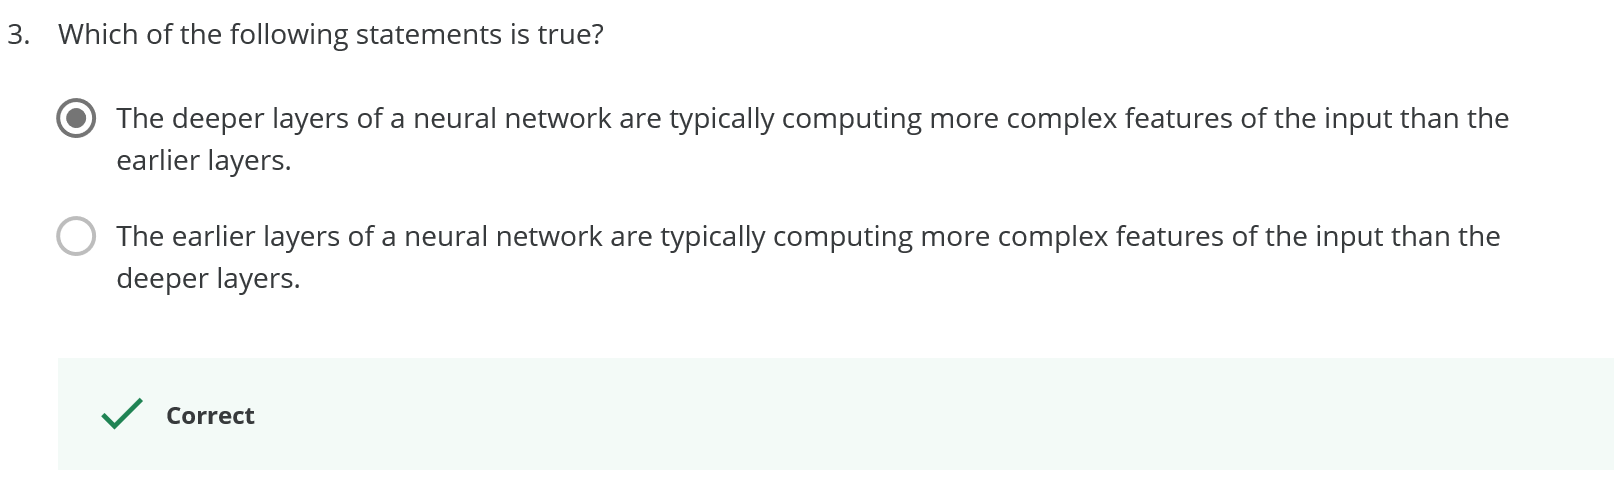 3. Which of the following statements is true?
The deeper layers of a neural network are typically computing more complex features of the input than the
earlier layers.
The earlier layers of a neural network are typically computing more complex features of the input than the
deeper layers.
Correct